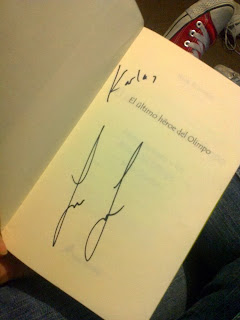 Karla,
El último héroe del Olimpo